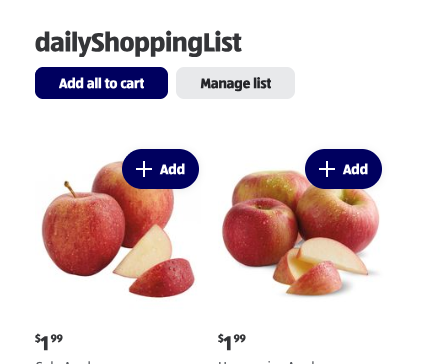 dailyShoppingList
Add all to cart Manage list
+ Add + Add
$1.99 $1.99